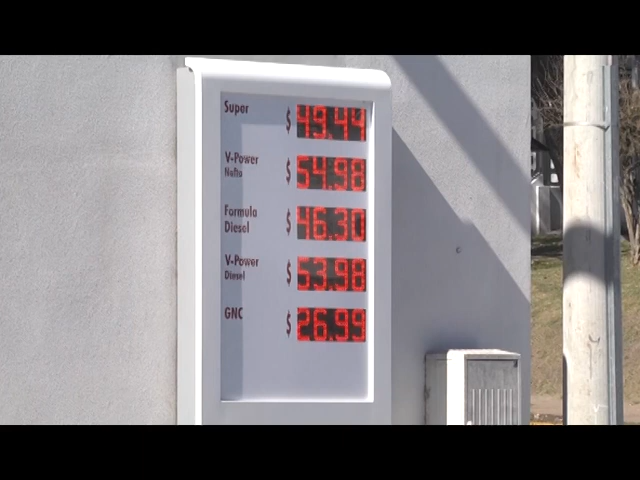 Super $ 49.44
V-Power
Nafta $ 54.98
Formula
Diesel $ 46.30
V-Power
Diesel $ 53.98
GNC $ 26.99